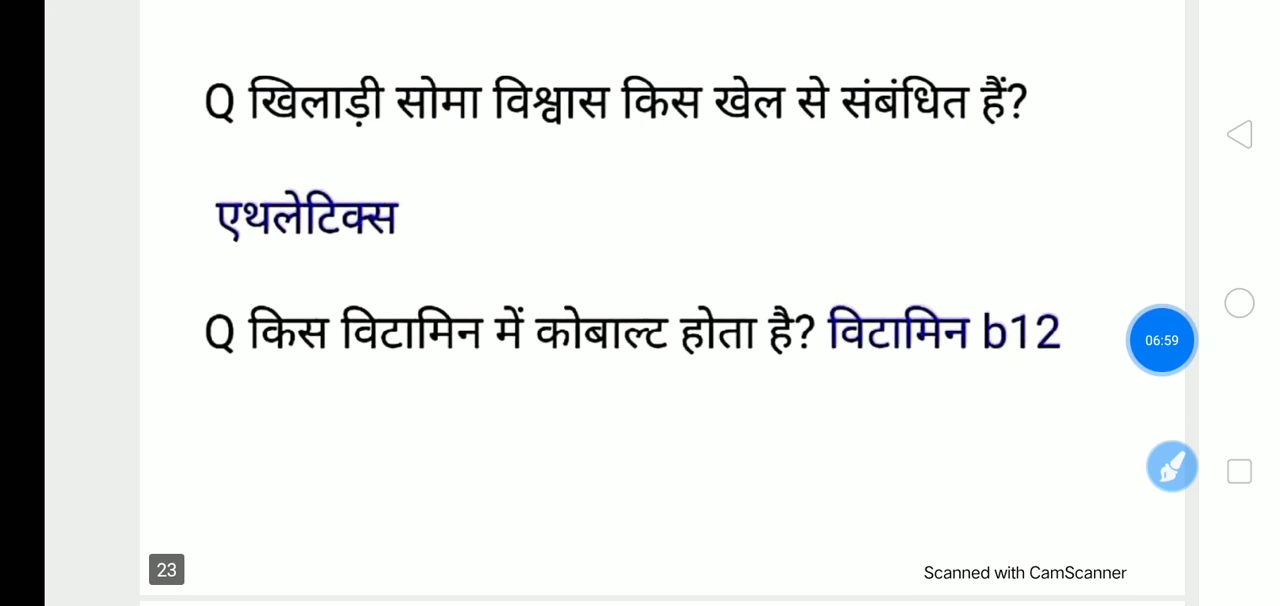 Q खिलाड़ी सोमा विश्वास किस खेल से संबंधित हैं?
एथलेटिक्स
Q किस विटामिन में कोबाल्ट होता है? विटामिन b12
06:59
23
Scanned with CamScanner